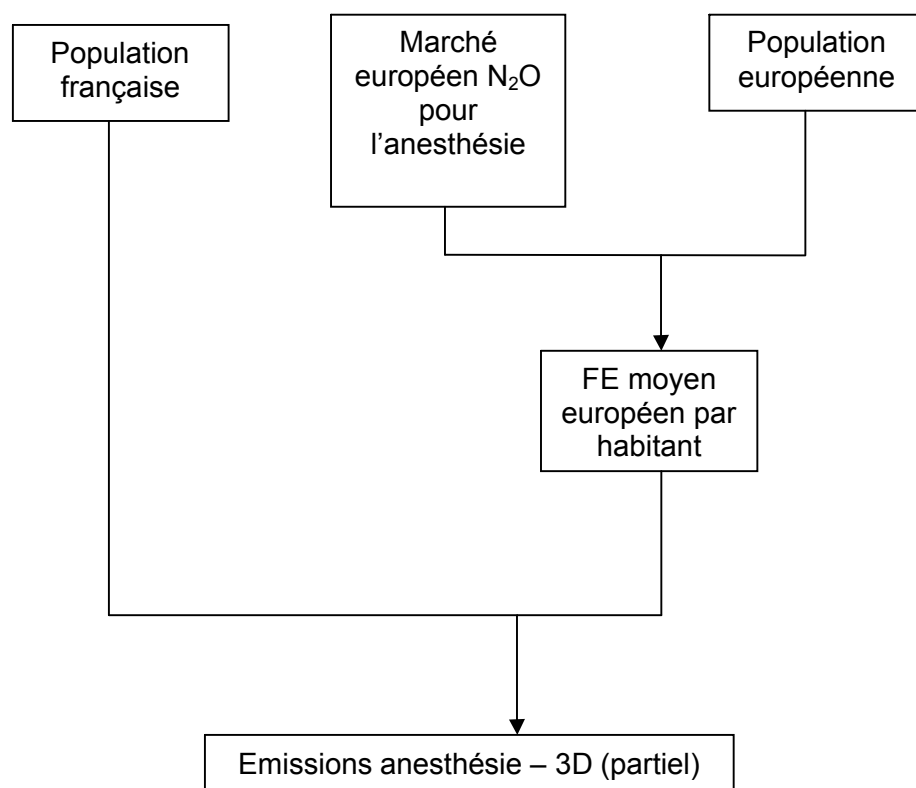 Population
française
Marché
européen N₂O
pour
l'anesthésie
Population
européenne
FE moyen
européen par
habitant
Emissions anesthésie – 3D (partiel)